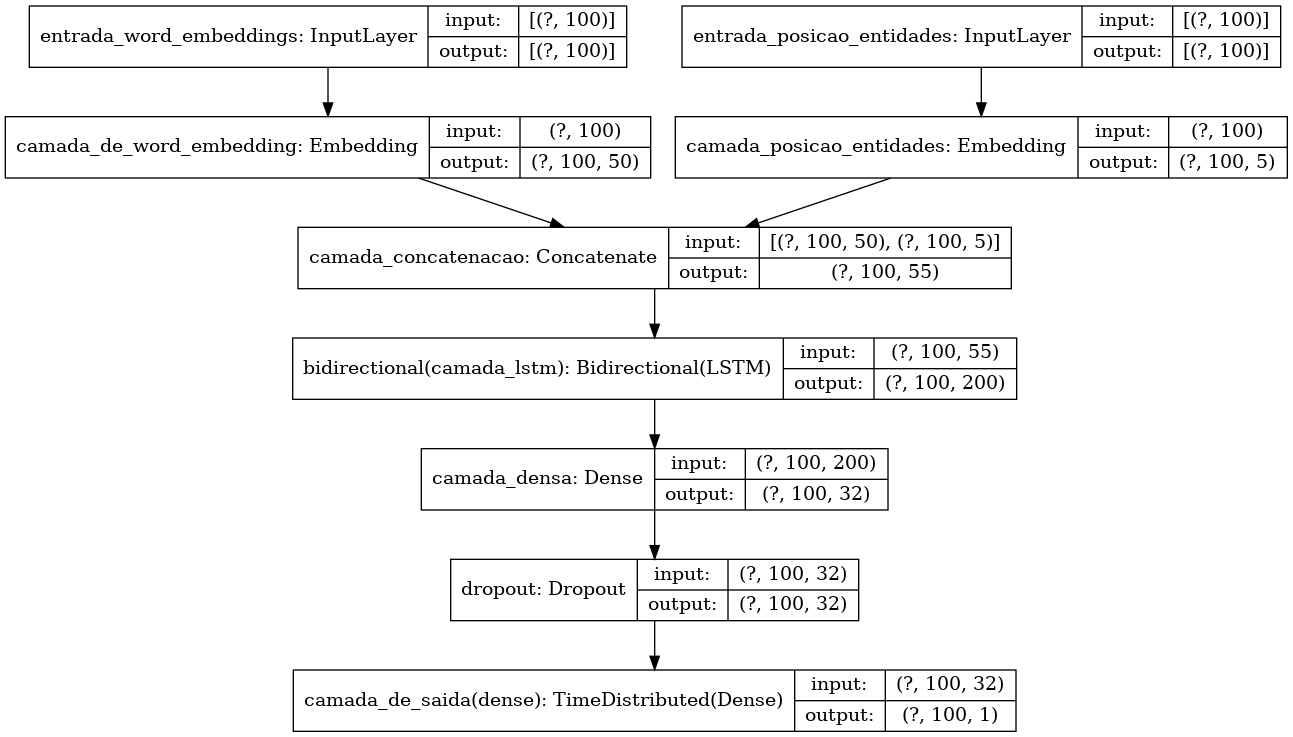 entrada_word_embeddings: InputLayer
input: [(?, 100)]
output: [(?, 100)]
entrada_posicao_entidades: InputLayer
input: [(?, 100)]
output: [(?, 100)]
camada_de_word_embedding: Embedding
input: (?, 100)
output: (?, 100, 50)
camada_posicao_entidades: Embedding
input: (?, 100)
output: (?, 100, 5)
camada_concatenacao: Concatenate
input: [(?, 100, 50), (?, 100, 5)]
output: (?, 100, 55)
bidirectional(camada_lstm): Bidirectional(LSTM)
input: (?, 100, 55)
output: (?, 100, 200)
camada_densa: Dense
input: (?, 100, 200)
output: (?, 100, 32)
dropout: Dropout
input: (?, 100, 32)
output: (?, 100, 32)
camada_de_saida(dense): TimeDistributed(Dense)
input: (?, 100, 32)
output: (?, 100, 1)